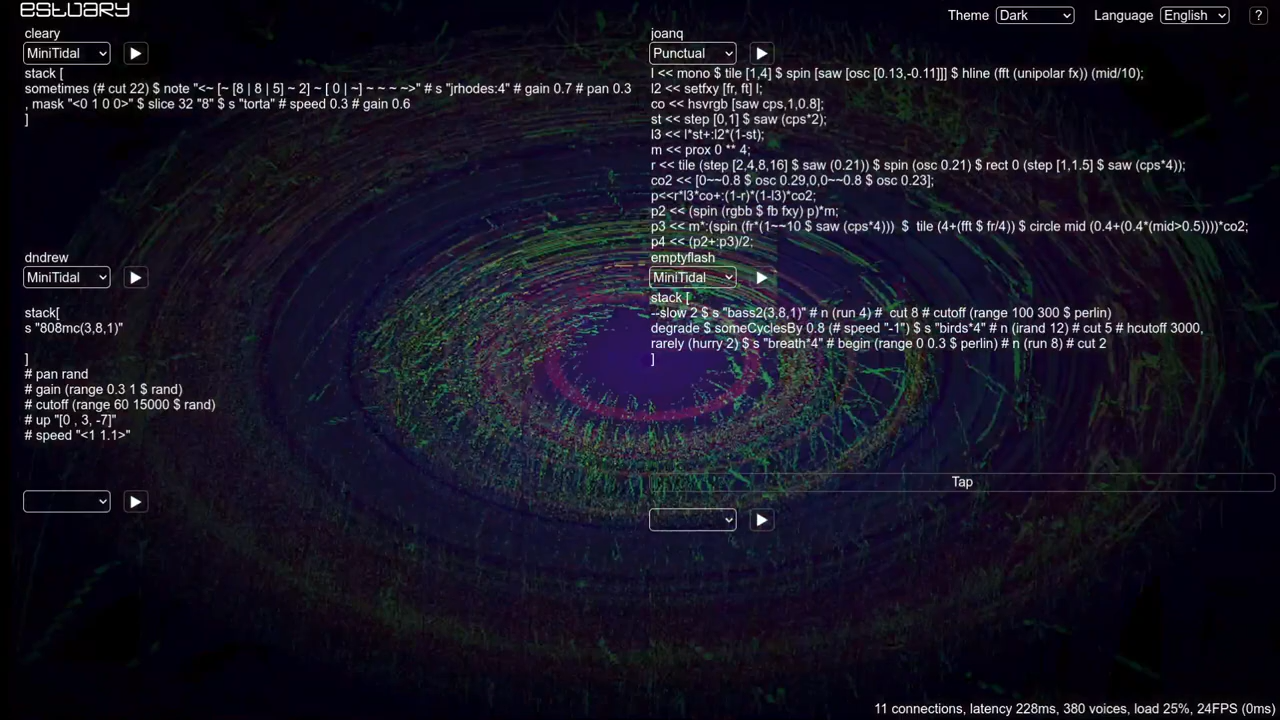 estuary
Theme Dark Language English ?
cleary
MiniTidal
stack [
sometimes (# cut 22) $ note "<~ [~ [8 | 8 | 5] ~ 2] ~ [ 0 | ~] ~ ~ ~ ~>" # s "jrhodes:4" # gain 0.7 # pan 0.3
, mask "<0 1 0 0>" $ slice 32 "8" $ s "torta" # speed 0.3 # gain 0.6
]
joanq
Punctual
l << mono $ tile [1,4] $ spin [saw [osc [0.13,-0.11]]] $ hline (fft (unipolar fx)) (mid/10);
l2 << setfxy [fr, ft] l;
co << hsvrgb [saw cps,1,0.8];
st << step [0,1] $ saw (cps*2);
l3 << l*st+:l2*(1-st);
m << prox 0 ** 4;
r << tile (step [2,4,8,16] $ saw (0.21)) $ spin (osc 0.21) $ rect 0 (step [1,1.5] $ saw (cps*4));
co2 << [0~~0.8 $ osc 0.29,0,0~~0.8 $ osc 0.23];
p<<r*l3*co+:(1-r)*(1-l3)*co2;
p2 << (spin (rgbb $ fb fxy) p)*m;
p3 << m*:(spin (fr*(1~~10 $ saw (cps*4))) $ tile (4+(fft $ fr/4)) $ circle mid (0.4+(0.4*(mid>0.5))))*co2;
p4 << (p2+:p3)/2;
dndrew
MiniTidal
stack[
s "808mc(3,8,1)"
]
# pan rand
# gain (range 0.3 1 $ rand)
# cutoff (range 60 15000 $ rand)
# up "[0 , 3, -7]"
# speed "<1 1.1>"
emptyflash
MiniTidal
stack [
--slow 2 $ s "bass2(3,8,1)" # n (run 4) # cut 8 # cutoff (range 100 300 $ perlin)
degrade $ someCyclesBy 0.8 (# speed "-1") $ s "birds*4" # n (irand 12) # cut 5 # hcutoff 3000,
rarely (hurry 2) $ s "breath*4" # begin (range 0 0.3 $ perlin) # n (run 8) # cut 2
]
Tap
11 connections, latency 228ms, 380 voices, load 25%, 24FPS (0ms)